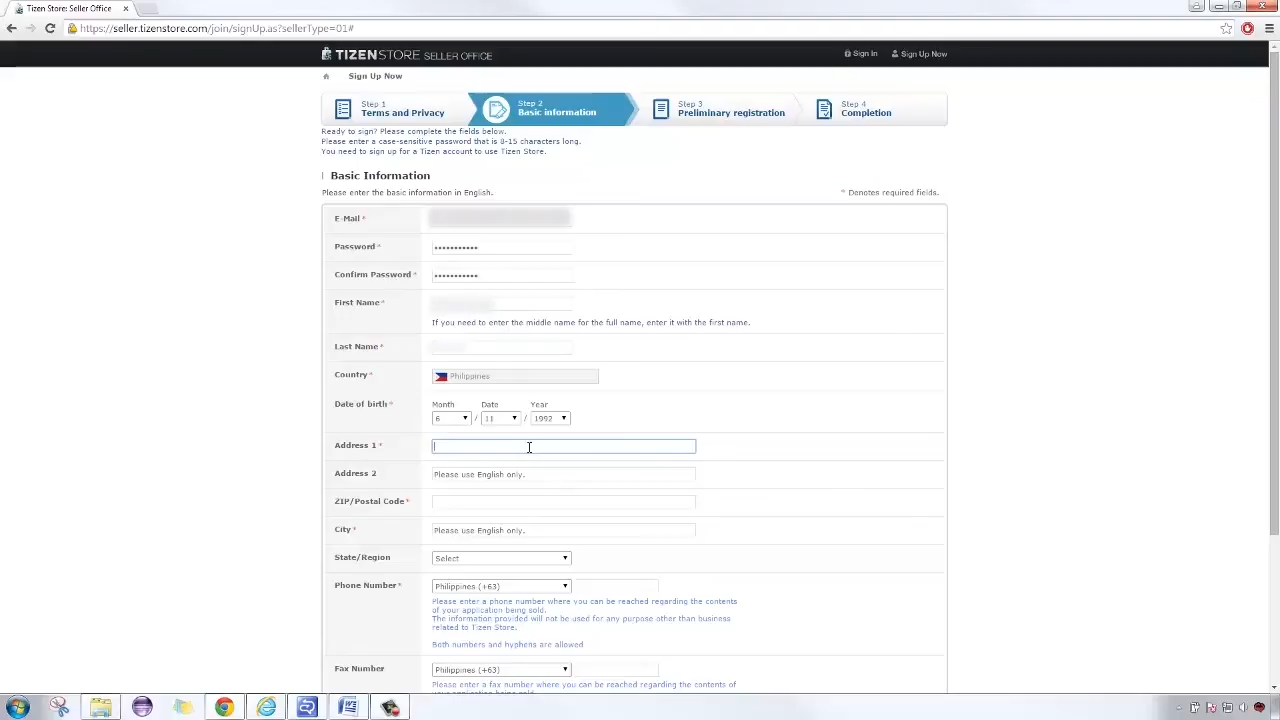 Tizen Store: Seller Office
https://seller.tizenstore.com/join/signUp.as?sellerType=01#
TIZEN STORE SELLER OFFICE
Sign In
Sign Up Now
Sign Up Now
Step 1
Terms and Privacy
Step 2
Basic information
Step 3
Preliminary registration
Step 4
Completion
Ready to sign? Please complete the fields below.
Please enter a case-sensitive password that is 8-15 characters long.
You need to sign up for a Tizen account to use Tizen Store.
Basic Information
Please enter the basic information in English.
* Denotes required fields.
E-Mail *
Password *
Confirm Password *
First Name *
If you need to enter the middle name for the full name, enter it with the first name.
Last Name *
Country *
Philippines
Date of birth *
Month Date Year
6 / 11 / 1992
Address 1 *
Address 2
Please use English only.
ZIP/Postal Code *
City *
Please use English only.
State/Region
Select
Phone Number *
Philippines (+63)
Please enter a phone number where you can be reached regarding the contents
of your application being sold.
The information provided will not be used for any purpose other than business
related to Tizen Store.
Both numbers and hyphens are allowed
Fax Number
Philippines (+63)
Please enter a fax number where you can be reached regarding the contents of